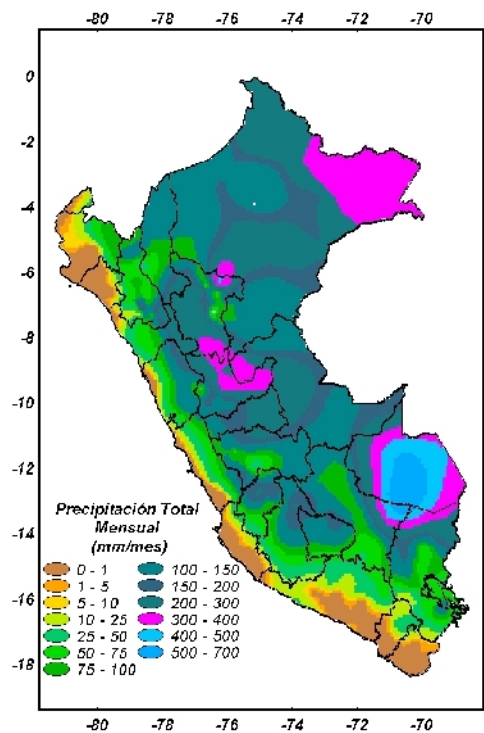 -80 -78 -76 -74 -72 -70
0
-2
-4
-6
-8
-10
-12
-14
-16
-18
Precipitación Total
Mensual
(mm/mes)
0 - 1 100 - 150
1 - 5 150 - 200
5 - 10 200 - 300
10 - 25 300 - 400
25 - 50 400 - 500
50 - 75 500 - 700
75 - 100
-80 -78 -76 -74 -72 -70